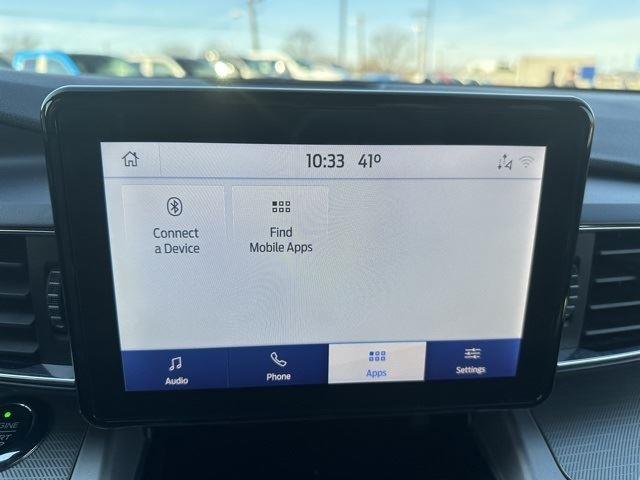 10:33 41°
Connect
a Device
Find
Mobile Apps
Audio
Phone
Apps
Settings